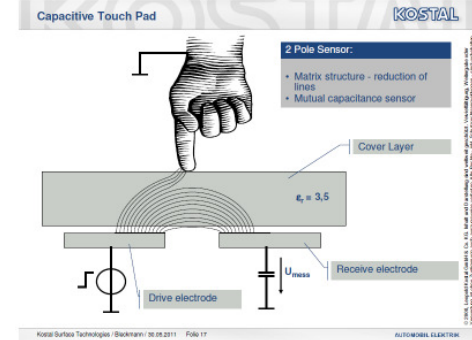 Capacitive Touch Pad
KOSTAL
2 Pole Sensor:
• Matrix structure - reduction of
lines
• Mutual capacitance sensor
Cover Layer
εr = 3,5
Umess
Receive electrode
Drive electrode
Kostal Surface Technologies / Bleckmann / 30.05.2011 Folie 17
AUTOMOBIL ELEKTRIK